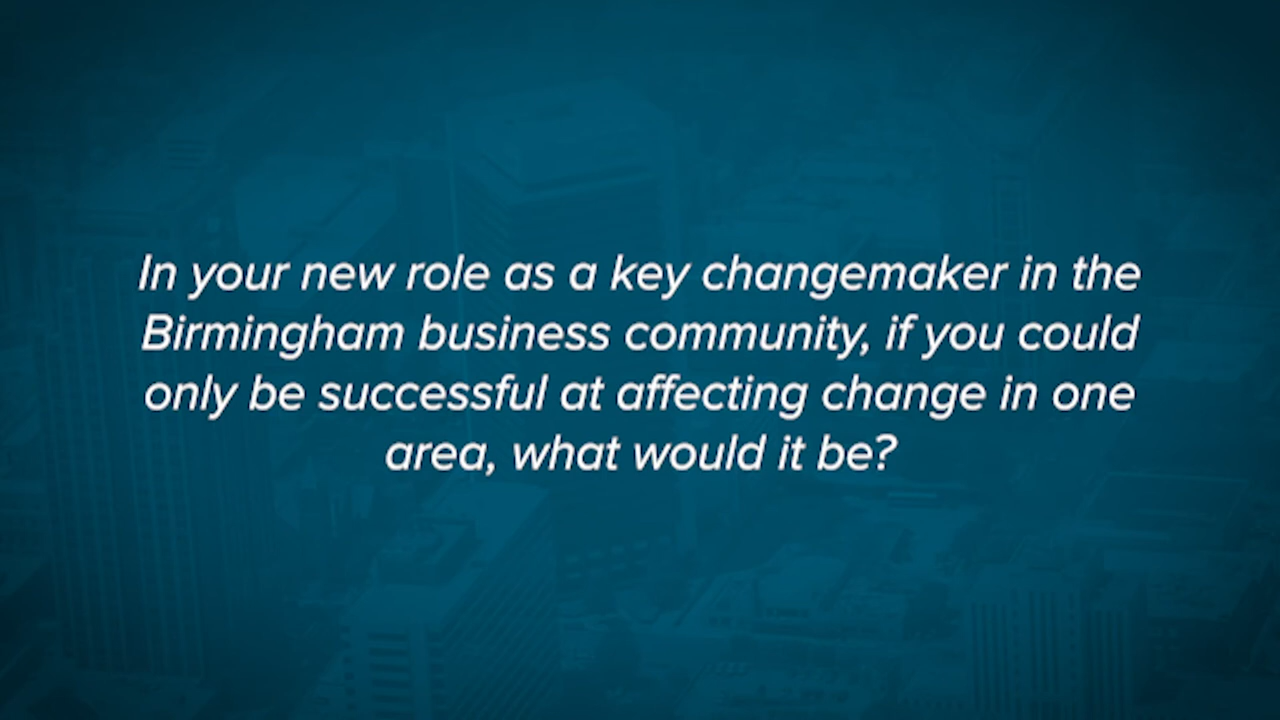 In your new role as a key changemaker in the
Birmingham business community, if you could
only be successful at affecting change in one
area, what would it be?